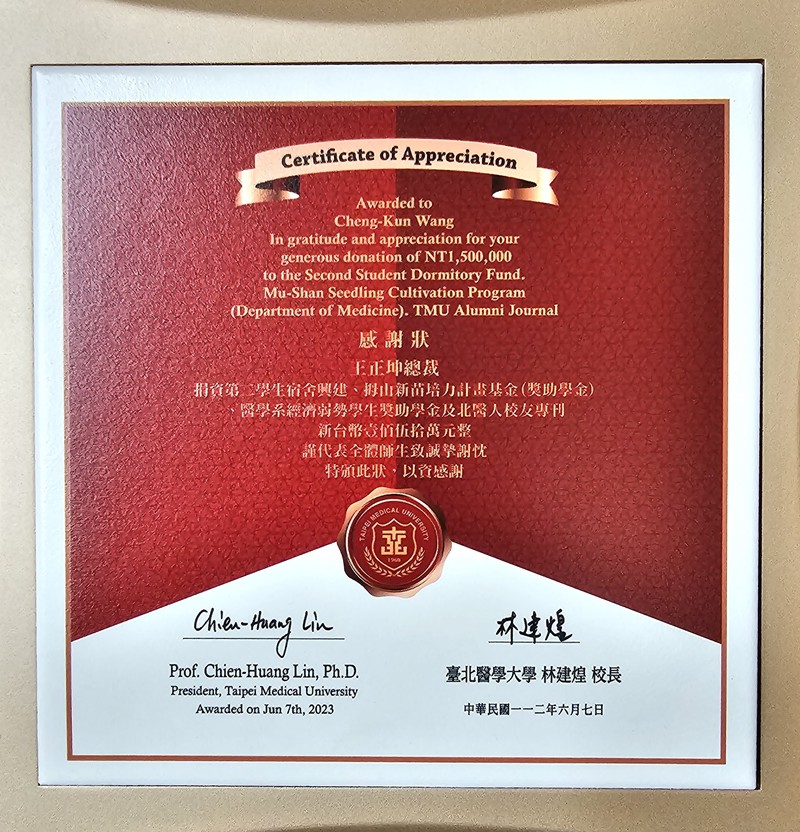 Certificate of Appreciation
Awarded to
Cheng-Kun Wang
In gratitude and appreciation for your
generous donation of NT1,500,000
to the Second Student Dormitory Fund.
Mu-Shan Seedling Cultivation Program
(Department of Medicine). TMU Alumni Journal
感謝狀
王正坤總裁
捐資第二學生宿舍興建、拇山新苗培力計畫基金(獎助學金)
、醫學系經濟弱勢學生獎助學金及北醫人校友專刊
新台幣壹佰伍拾萬元整
謹代表全體師生致誠摯謝忱
特頒此狀、以資感謝
TAIPEI MEDICAL UNIVERSITY
1960
Chien-Huang Lin
Prof. Chien-Huang Lin, Ph.D.
President, Taipei Medical University
Awarded on Jun 7th, 2023
林建煌
臺北醫學大學 林建煌 校長
中華民國一一二年六月七日